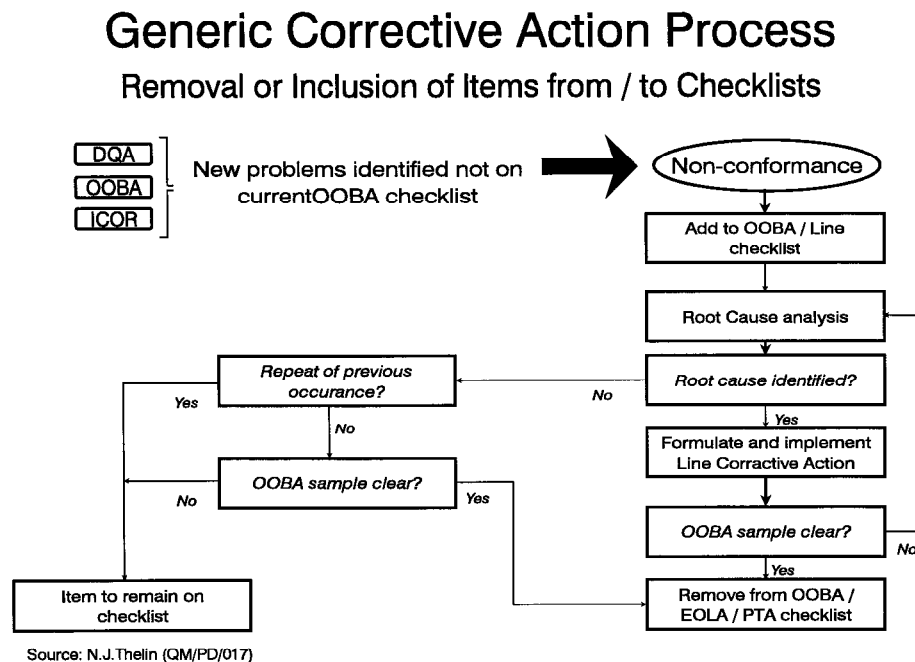 Generic Corrective Action Process
Removal or Inclusion of Items from / to Checklists
DQA
OOBA
ICOR
New problems identified not on
currentOOBA checklist
Non-conformance
Add to OOBA / Line
checklist
Root Cause analysis
Root cause identified?
No
Yes
Repeat of previous
occurance?
Yes
No
Formulate and implement
Line Corractive Action
OOBA sample clear?
No
Yes
OOBA sample clear?
No
Yes
Item to remain on
checklist
Remove from OOBA /
EOLA / PTA checklist
Source: N.J.Thelin (QM/PD/017)